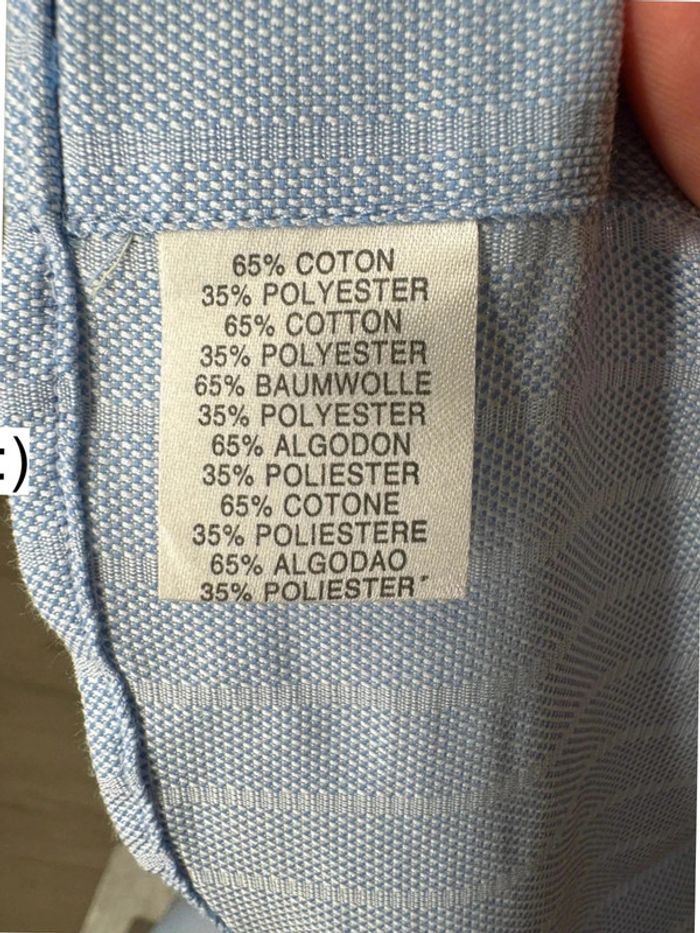 65% COTON
35% POLYESTER
65% COTTON
35% POLYESTER
65% BAUMWOLLE
35% POLYESTER
65% ALGODON
:)
35% POLIESTER
65% COTONE
35% POLIESTERE
65% ALGODAO
35% POLIESTER